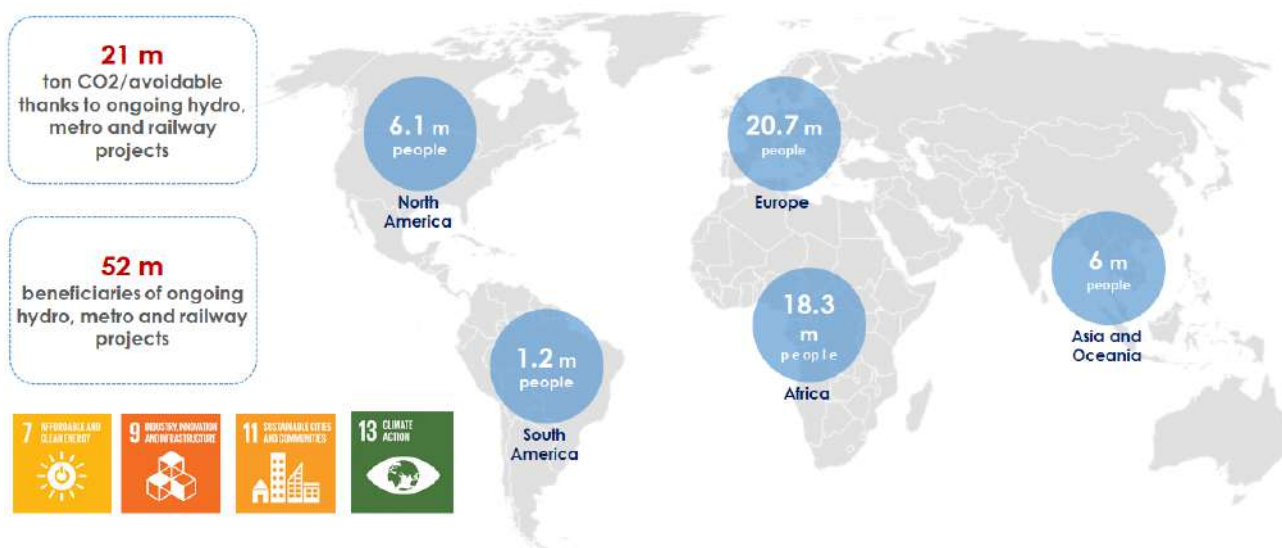 21 m
ton CO2/avoidable
thanks to ongoing hydro,
metro and railway
projects
52 m
beneficiaries of ongoing
hydro, metro and railway
projects
6.1 m
people
North
America
20.7 m
people
Europe
6 m
people
Asia and
Oceania
18.3
m
people
Africa
1.2 m
people
South
America
7 AFFORDABLE AND
CLEAN ENERGY
9 INDUSTRY, INNOVATION
AND INFRASTRUCTURE
11 SUSTAINABLE CITIES
AND COMMUNITIES
13 CLIMATE
ACTION